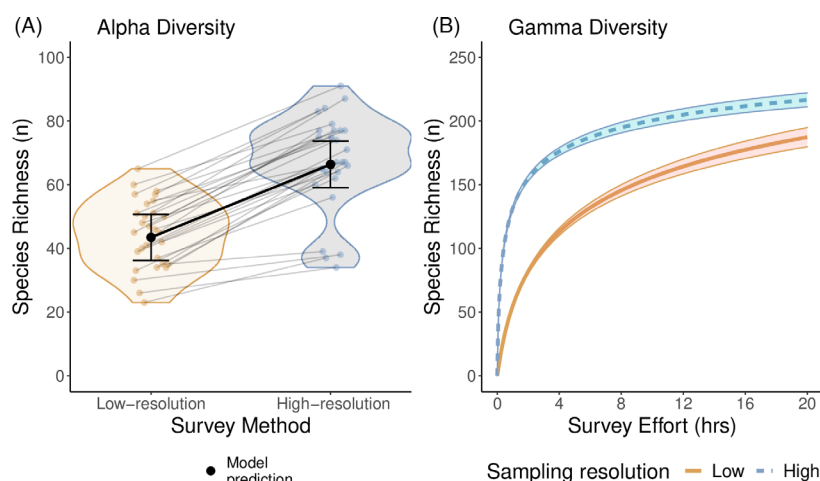 (A) Alpha Diversity
100
80
60
40
20
0
Species Richness (n)
Low−resolution High−resolution
Survey Method
Model
prediction
(B) Gamma Diversity
250
200
150
100
50
0
Species Richness (n)
0 4 8 12 16 20
Survey Effort (hrs)
Sampling resolution Low High